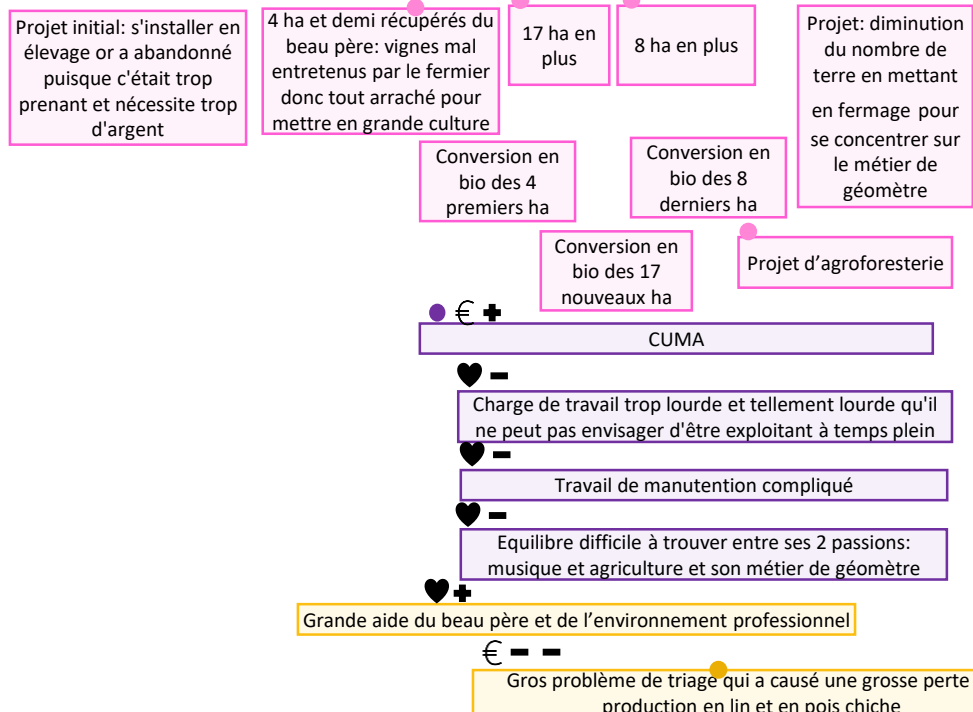 Projet initial: s'installer en
élevage or a abandonné
puisque c'était trop
prenant et nécessite trop
d'argent
4 ha et demi récupérés du
beau père: vignes mal
entretenus par le fermier
donc tout arraché pour
mettre en grande culture
17 ha en
plus
8 ha en plus
Projet: diminution
du nombre de
terre en mettant
en fermage pour
se concentrer sur
le métier de
géomètre
Conversion en
bio des 4
premiers ha
Conversion en
bio des 8
derniers ha
Conversion en
bio des 17
nouveaux ha
Projet d’agroforesterie
€ +
CUMA
Charge de travail trop lourde et tellement lourde qu'il
ne peut pas envisager d'être exploitant à temps plein
Travail de manutention compliqué
Equilibre difficile à trouver entre ses 2 passions:
musique et agriculture et son métier de géomètre
Grande aide du beau père et de l’environnement professionnel
€ - -
Gros problème de triage qui a causé une grosse perte
production en lin et en pois chiche